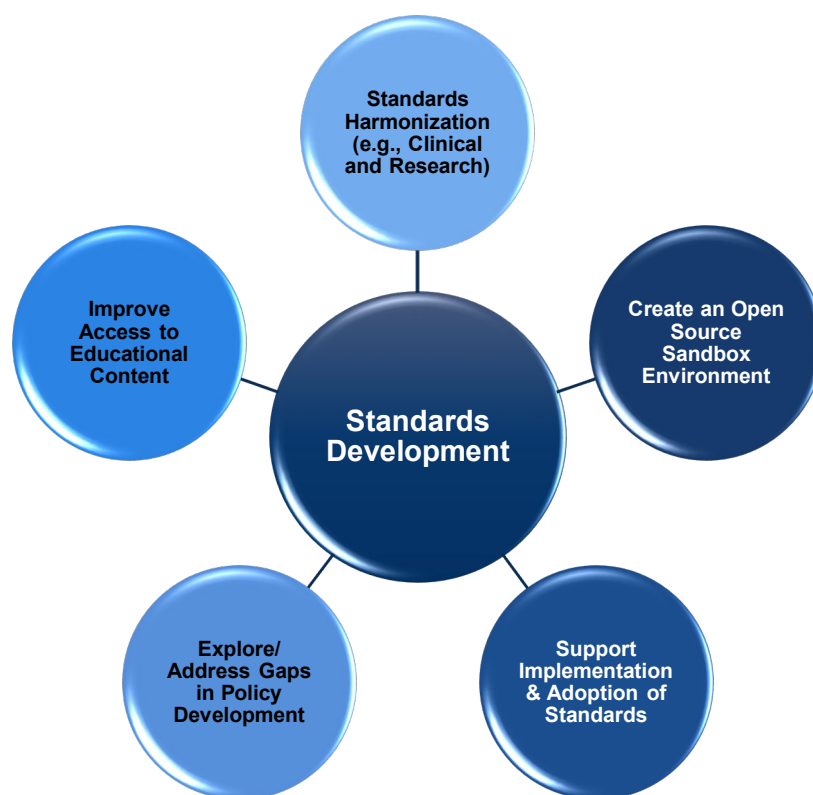 Standards
Harmonization
(e.g., Clinical
and Research)
Create an Open
Source
Sandbox
Environment
Support
Implementation
& Adoption of
Standards
Explore/
Address Gaps
in Policy
Development
Improve
Access to
Educational
Content
Standards
Development